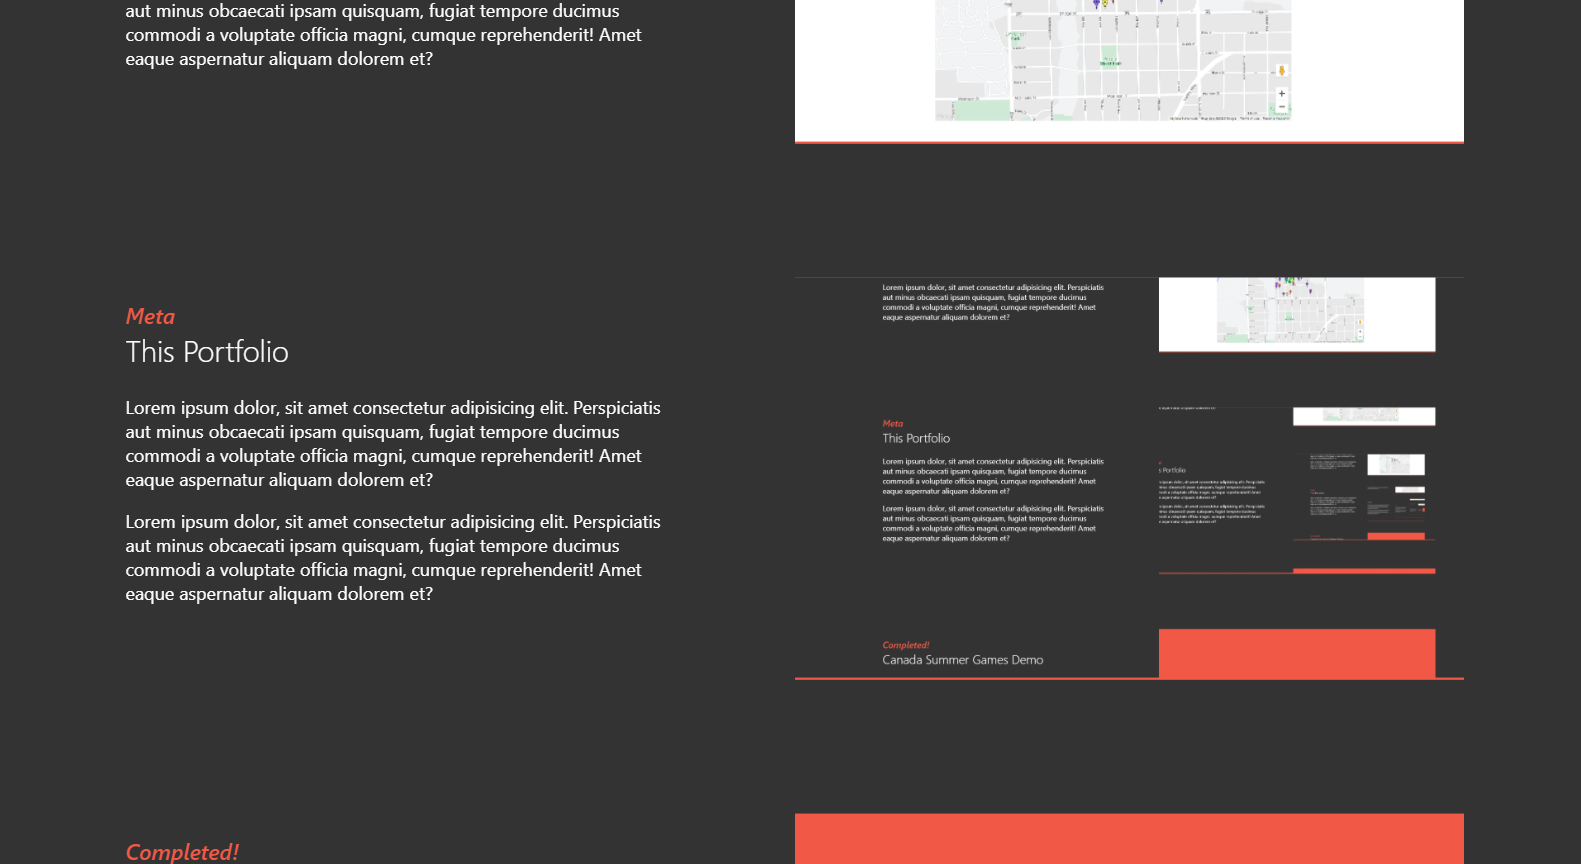 aut minus obcaecati ipsam quisquam, fugiat tempore ducimus
commodi a voluptate officia magni, cumque reprehenderit! Amet
eaque aspernatur aliquam dolorem et?
Meta
This Portfolio
Lorem ipsum dolor, sit amet consectetur adipisicing elit. Perspiciatis
aut minus obcaecati ipsam quisquam, fugiat tempore ducimus
commodi a voluptate officia magni, cumque reprehenderit! Amet
eaque aspernatur aliquam dolorem et?
Lorem ipsum dolor, sit amet consectetur adipisicing elit. Perspiciatis
aut minus obcaecati ipsam quisquam, fugiat tempore ducimus
commodi a voluptate officia magni, cumque reprehenderit! Amet
eaque aspernatur aliquam dolorem et?
Lorem ipsum dolor, sit amet consectetur adipisicing elit. Perspiciatis
aut minus obcaecati ipsam quisquam, fugiat tempore ducimus
commodi a voluptate officia magni, cumque reprehenderit! Amet
eaque aspernatur aliquam dolorem et?
Meta
This Portfolio
Lorem ipsum dolor, sit amet consectetur adipisicing elit. Perspiciatis
aut minus obcaecati ipsam quisquam, fugiat tempore ducimus
commodi a voluptate officia magni, cumque reprehenderit! Amet
eaque aspernatur aliquam dolorem et?
Lorem ipsum dolor, sit amet consectetur adipisicing elit. Perspiciatis
aut minus obcaecati ipsam quisquam, fugiat tempore ducimus
commodi a voluptate officia magni, cumque reprehenderit! Amet
eaque aspernatur aliquam dolorem et?
s Portfolio
Completed!
Canada Summer Games Demo
Completed!